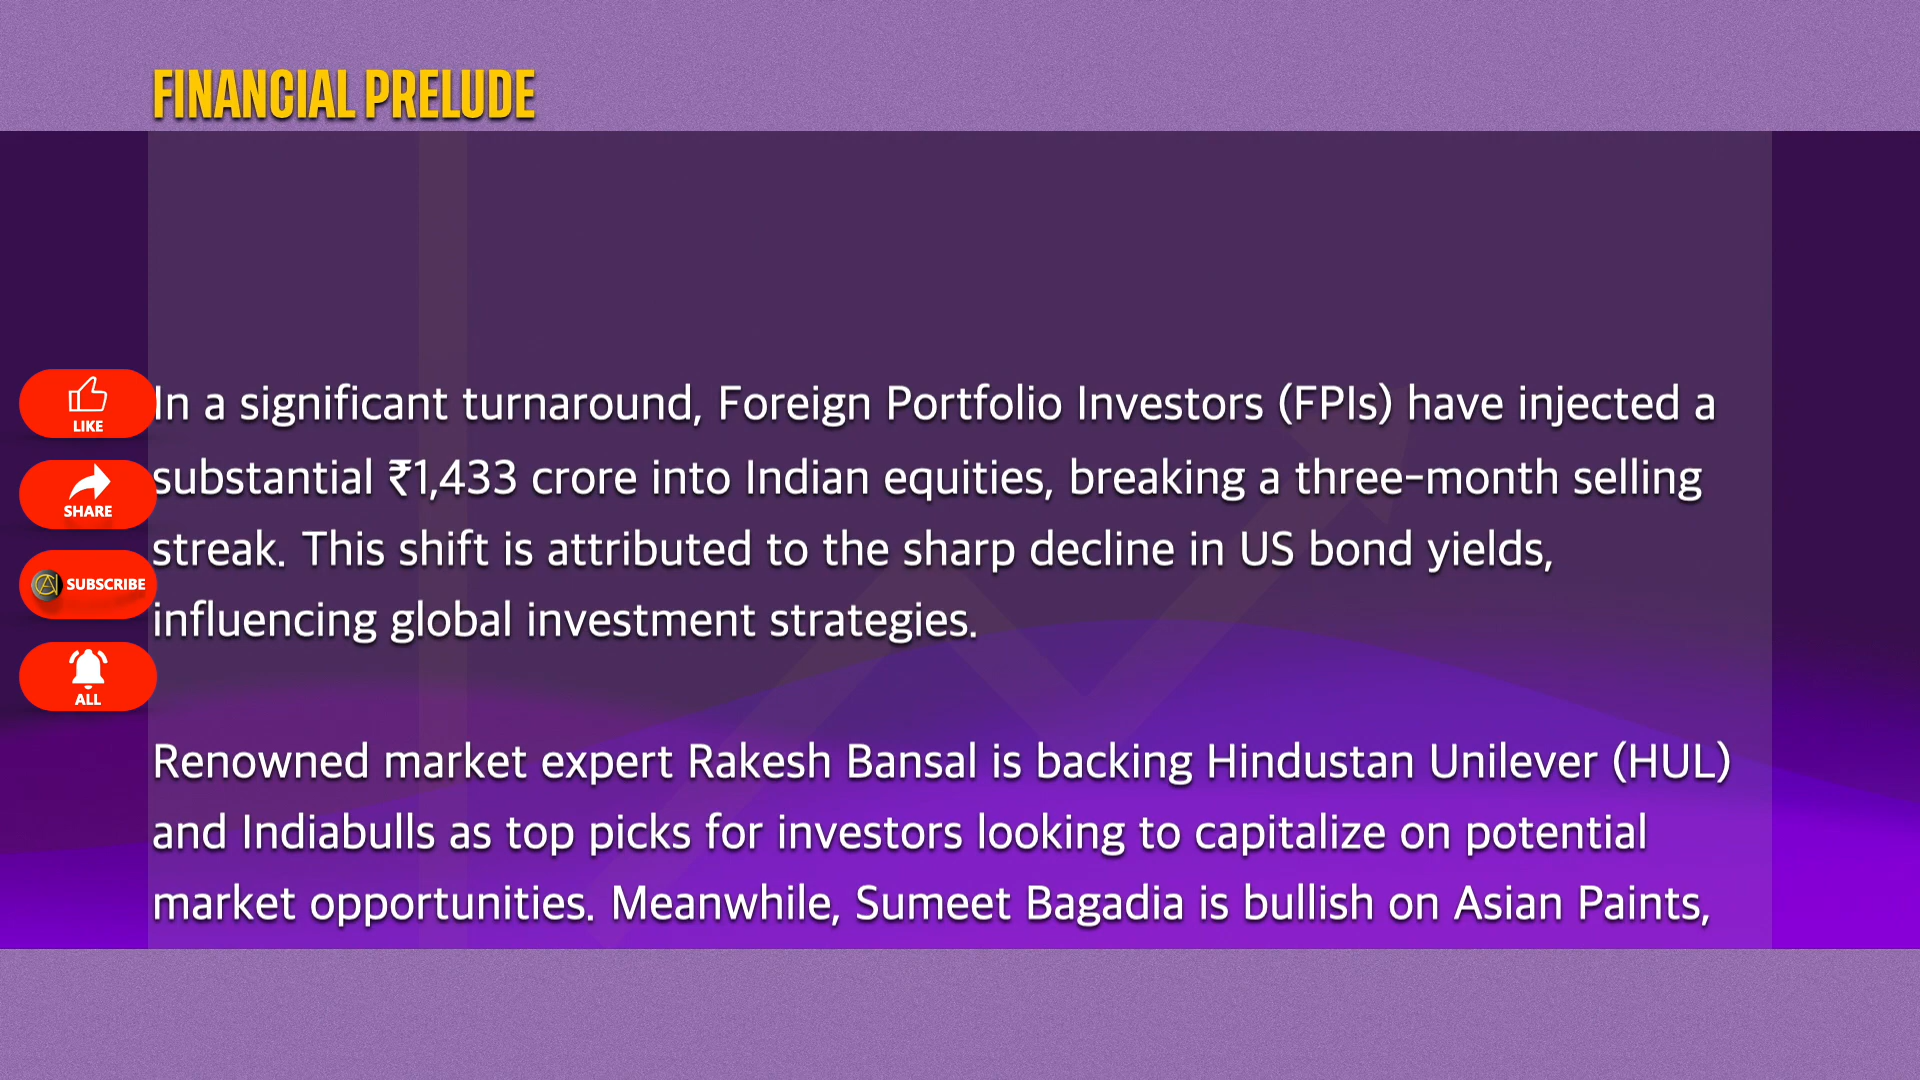 FINANCIAL PRELUDE
In a significant turnaround, Foreign Portfolio Investors (FPIs) have injected a
substantial ₹1,433 crore into Indian equities, breaking a three-month selling
streak. This shift is attributed to the sharp decline in US bond yields,
influencing global investment strategies.
Renowned market expert Rakesh Bansal is backing Hindustan Unilever (HUL)
and Indiabulls as top picks for investors looking to capitalize on potential
market opportunities. Meanwhile, Sumeet Bagadia is bullish on Asian Paints,
LIKE
SHARE
SUBSCRIBE
ALL